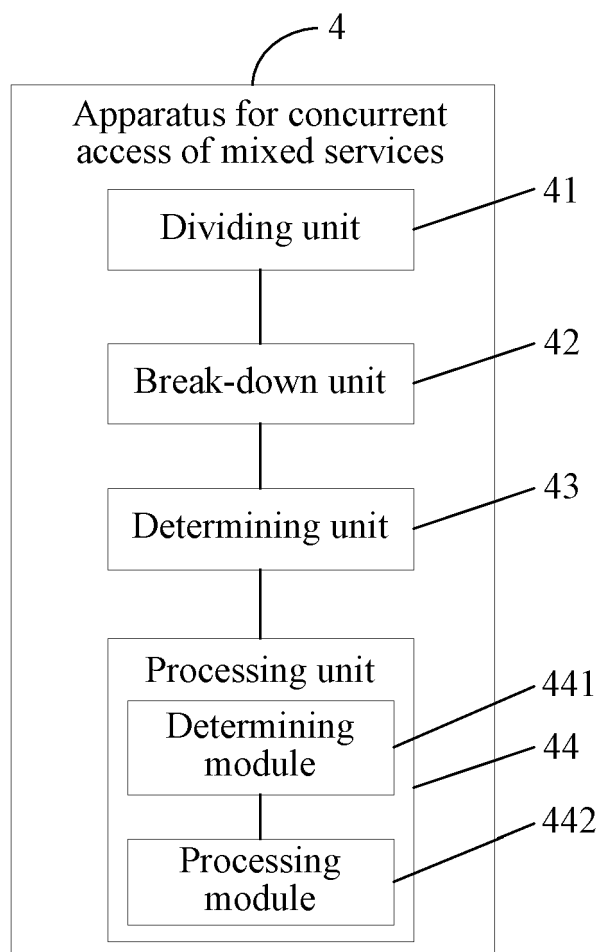 4
Apparatus for concurrent
access of mixed services
41
Dividing unit
42
Break-down unit
43
Determining unit
Processing unit
441
Determining
module
44
442
Processing
module